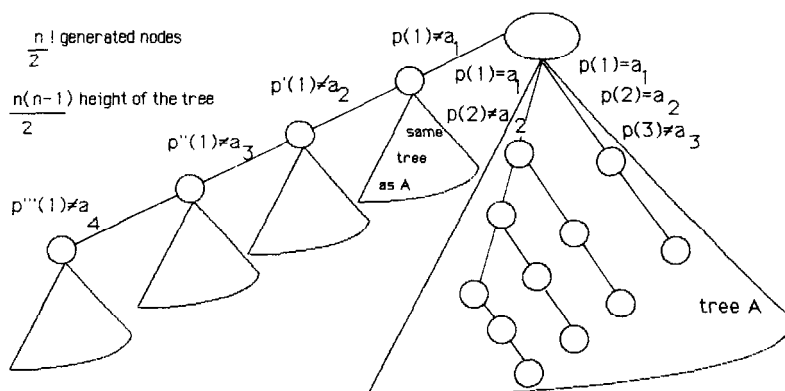 n ! generated nodes
2
n(n-1) height of the tree
2
p(1)≠a1
p'(1)≠a2
p''(1)≠a3
p'''(1)≠a4
p(1)=a1
p(2)≠a2
p(1)=a1
p(2)=a2
p(3)≠a3
same
tree
as A
tree A